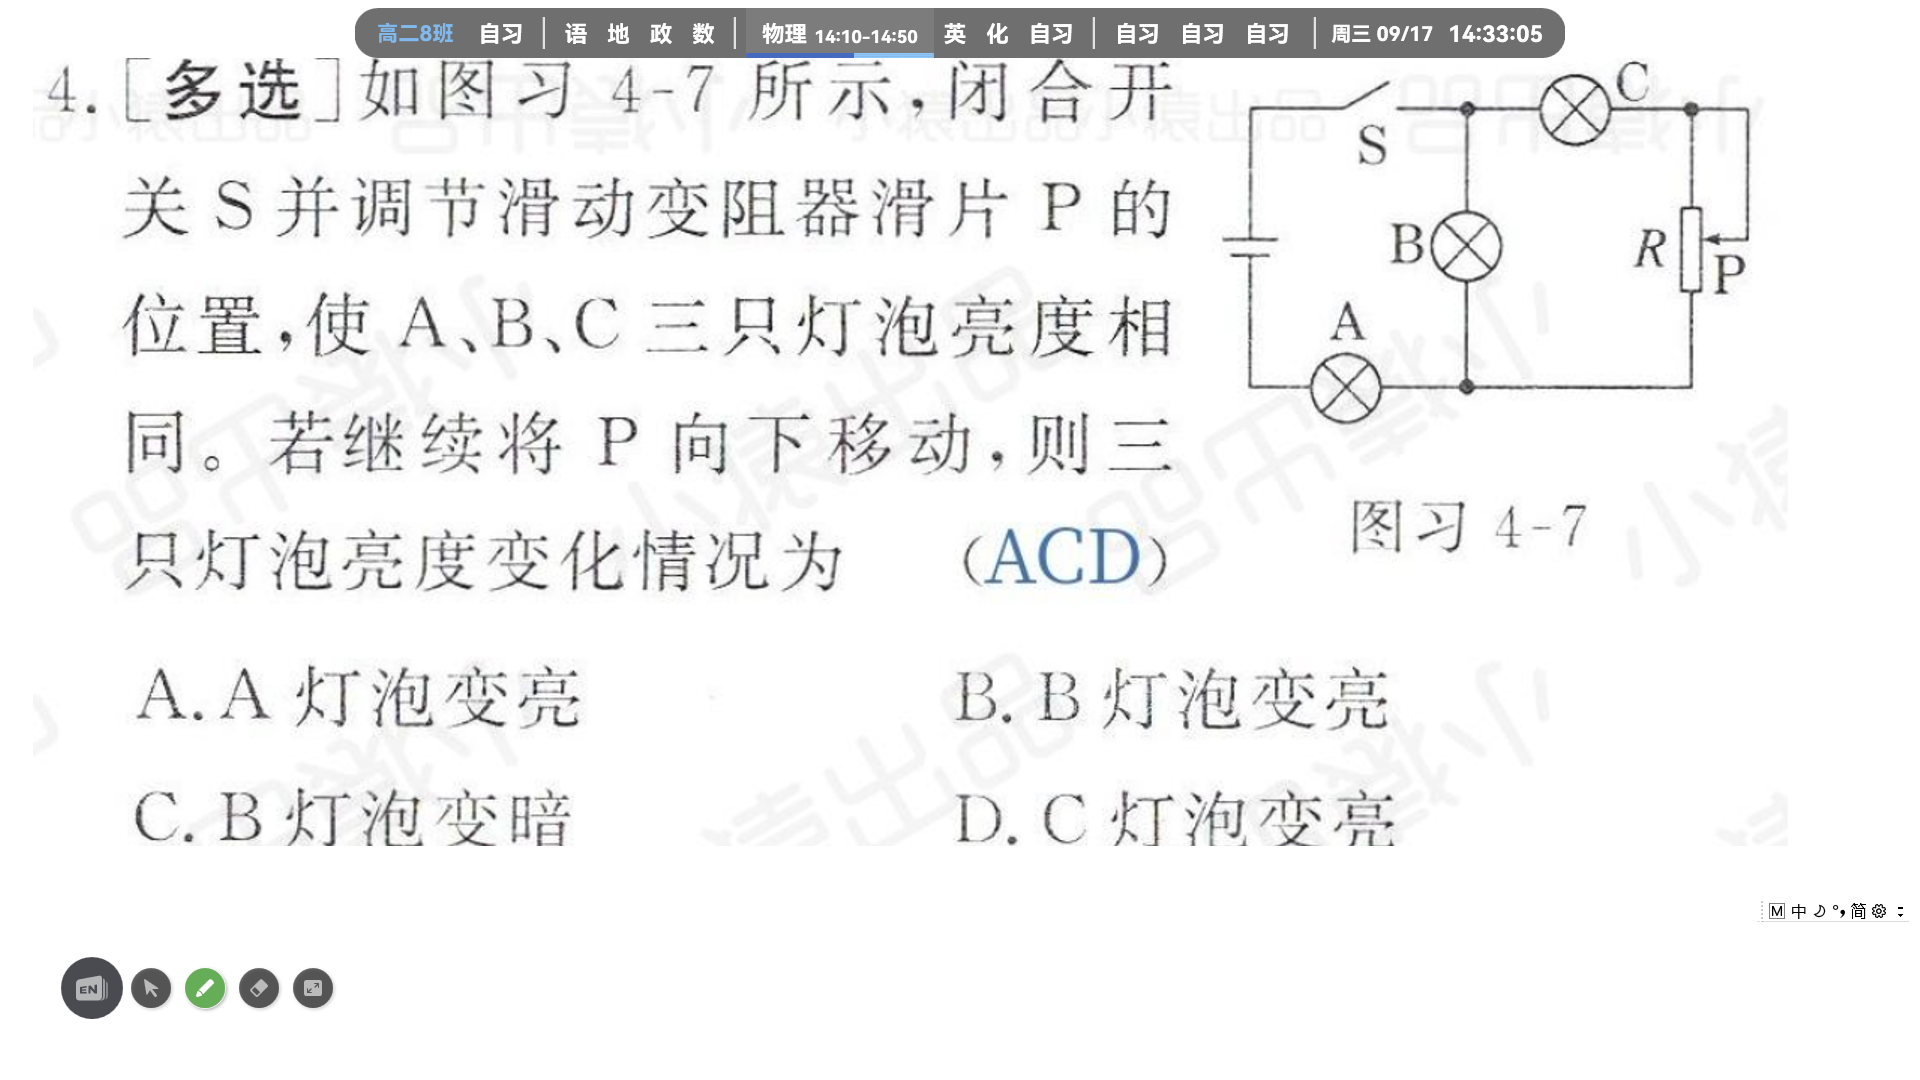 高二8班 自习 | 语 地 政 数 | 物理 14:10-14:50 英 化 自习 | 自习 自习 自习 | 周三 09/17 14:33:05
4.[多选]如图习 4-7 所示,闭合开
关 S 并调节滑动变阻器滑片 P 的
位置,使 A、B、C 三只灯泡亮度相
同。若继续将 P 向下移动,则三
只灯泡亮度变化情况为 (ACD)
A. A 灯泡变亮 B. B 灯泡变亮
C. B 灯泡变暗 D. C 灯泡变亮
C
S
B
R
P
A
图习 4-7
小猿出品
M 中 简
EN